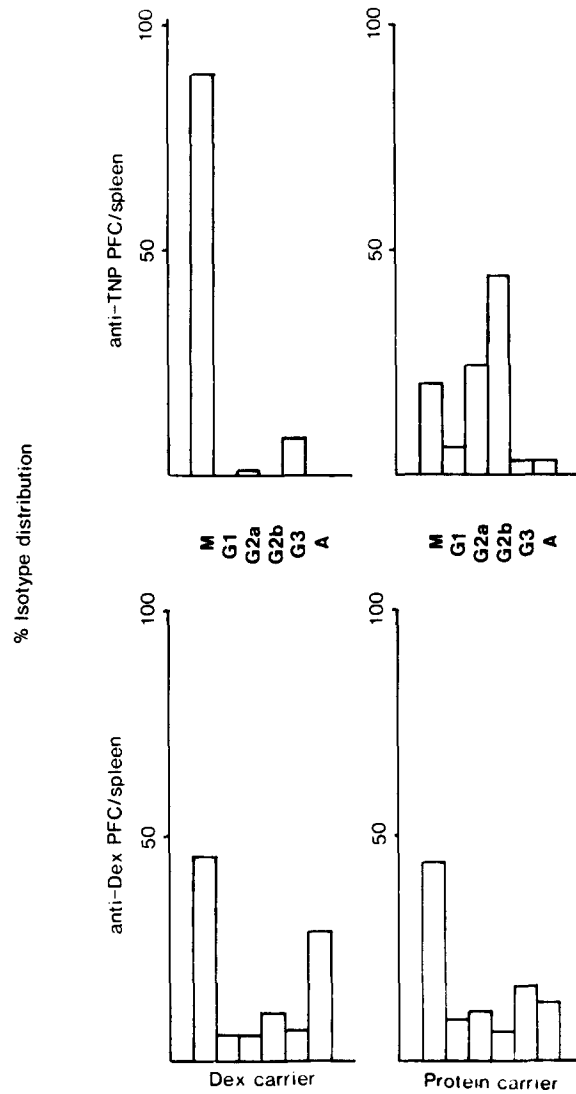 % Isotype distribution
anti-TNP PFC/spleen
100
50
100
50
M
G1
G2a
G2b
G3
A
M
G1
G2a
G2b
G3
A
anti-Dex PFC/spleen
100
50
100
50
Dex carrier
Protein carrier